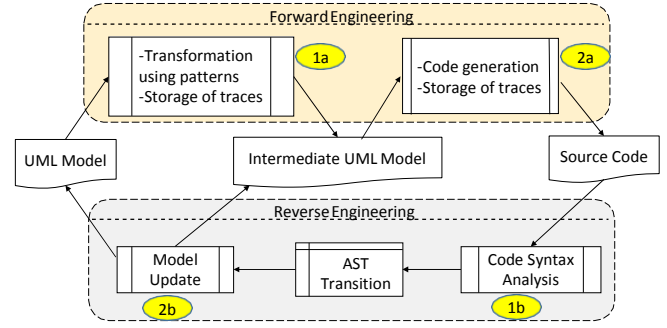 Forward Engineering
-Transformation
using patterns
-Storage of traces
1a
-Code generation
-Storage of traces
2a
UML Model
Intermediate UML Model
Source Code
Reverse Engineering
Model
Update
2b
AST
Transition
Code Syntax
Analysis
1b